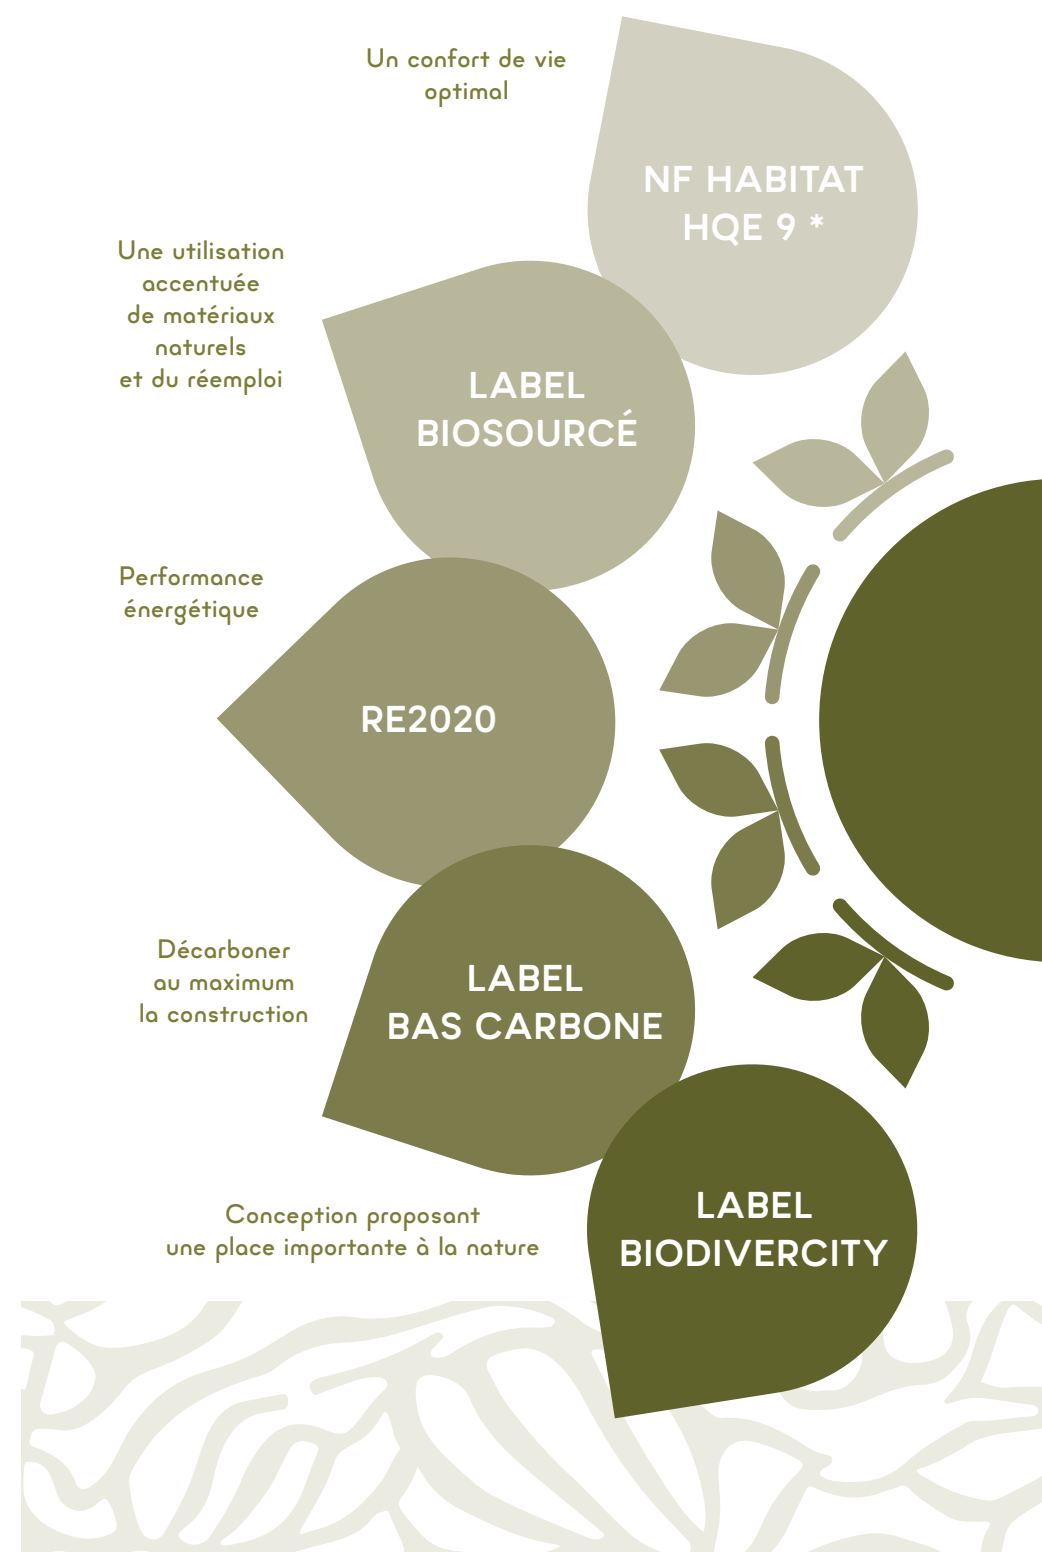 Un confort de vie
optimal
NF HABITAT
HQE 9 *
Une utilisation
accentuée
de matériaux
naturels
et du réemploi
LABEL
BIOSOURCÉ
Performance
énergétique
RE2020
Décarboner
au maximum
la construction
LABEL
BAS CARBONE
Conception proposant
une place importante à la nature
LABEL
BIODIVERCITY